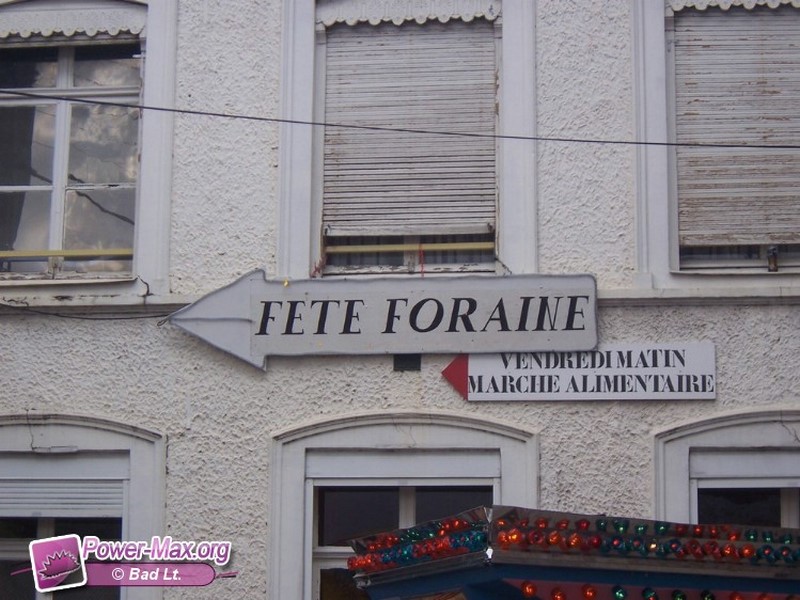 FETE FORAINE
VENDREDI MATIN
MARCHE ALIMENTAIRE
Power-Max.org
© Bad Lt.